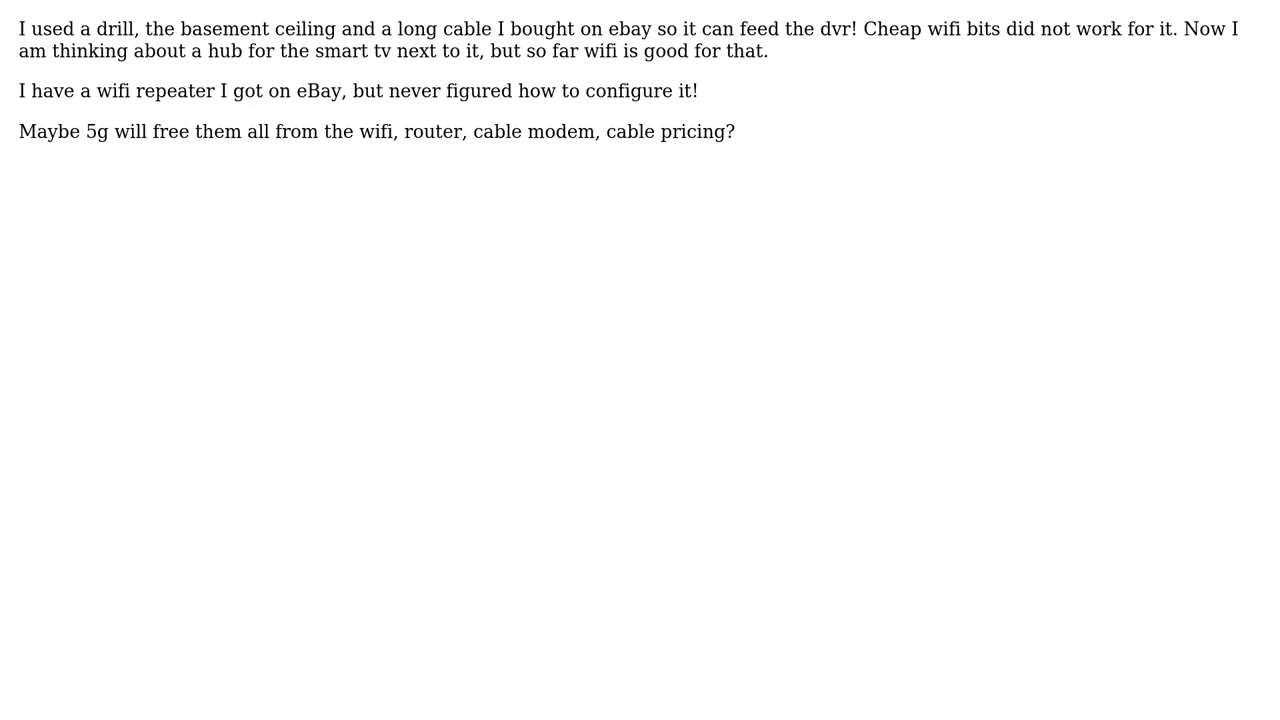 I used a drill, the basement ceiling and a long cable I bought on ebay so it can feed the dvr! Cheap wifi bits did not work for it. Now I
am thinking about a hub for the smart tv next to it, but so far wifi is good for that.
I have a wifi repeater I got on eBay, but never figured how to configure it!
Maybe 5g will free them all from the wifi, router, cable modem, cable pricing?